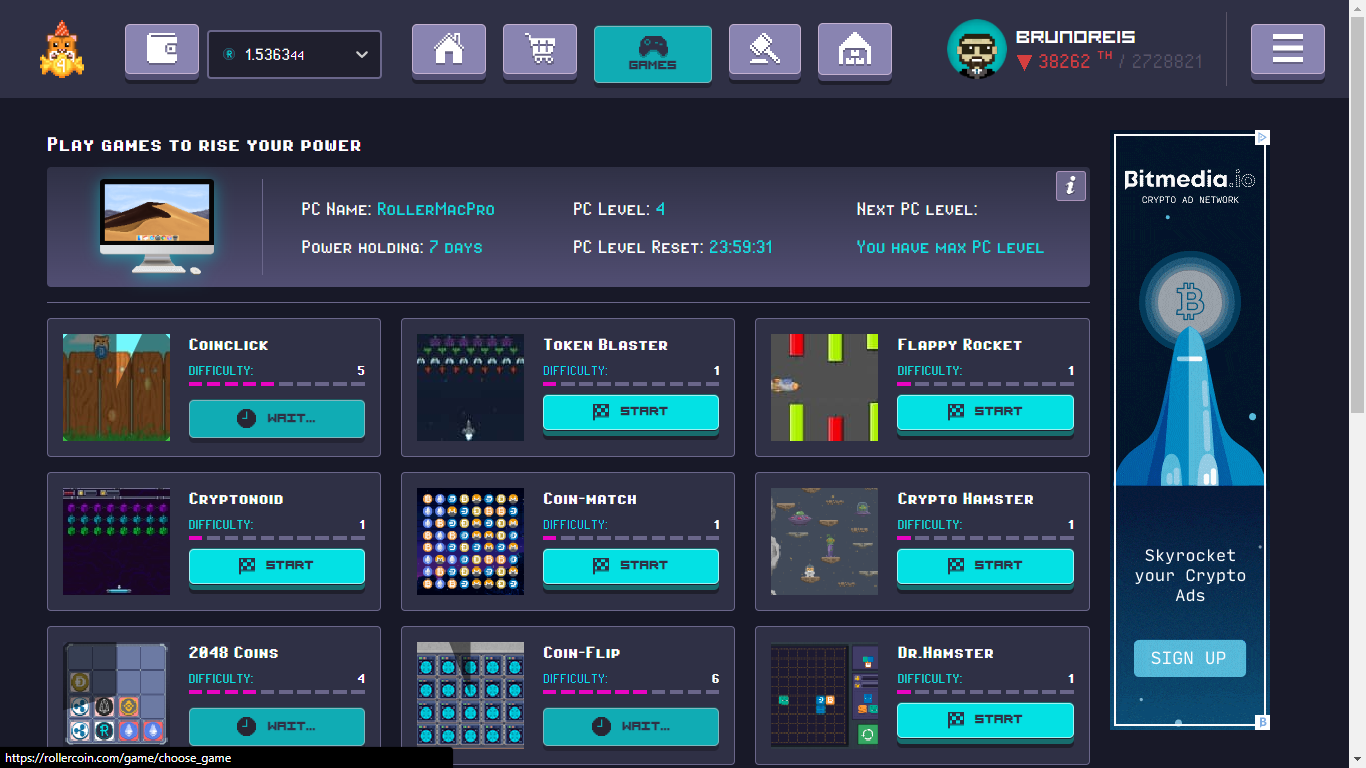 1.536344
GAMES
BRUNOREIS
38262 TH / 2728821
Play games to rise your power
PC Name: RollerMacPro
PC Level: 4
Next PC level:
Power holding: 7 days
PC Level Reset: 23:59:31
You have max PC level
Coinclick
Difficulty: 5
WAIT...
Token Blaster
Difficulty: 1
START
Flappy Rocket
Difficulty: 1
START
Cryptonoid
Difficulty: 1
START
Coin-match
Difficulty: 1
START
Crypto Hamster
Difficulty: 1
START
2048 Coins
Difficulty: 4
WAIT...
Coin-Flip
Difficulty: 6
WAIT...
Dr.Hamster
Difficulty: 1
START
Bitmedia.io
CRYPTO AD NETWORK
Skyrocket
your Crypto
Ads
SIGN UP
https://rollercoin.com/game/choose_game